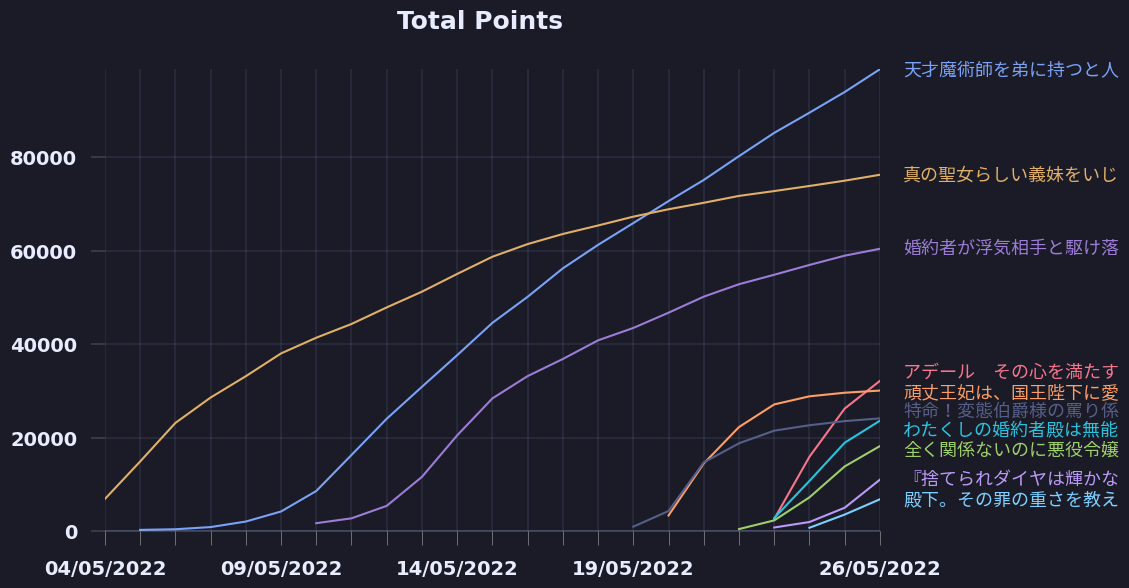 Total Points
天才魔術師を弟に持つと人
80000
真の聖女らしい義妹をいじ
60000
婚約者が浮気相手と駆け落
40000
アデール　その心を満たす
頑丈王妃は、国王陛下に愛
特命！変態伯爵様の罵り係
わたくしの婚約者殿は無能
20000
全く関係ないのに悪役令嬢
『捨てられダイヤは輝かな
殿下。その罪の重さを教え
0
04/05/2022 09/05/2022 14/05/2022 19/05/2022 26/05/2022